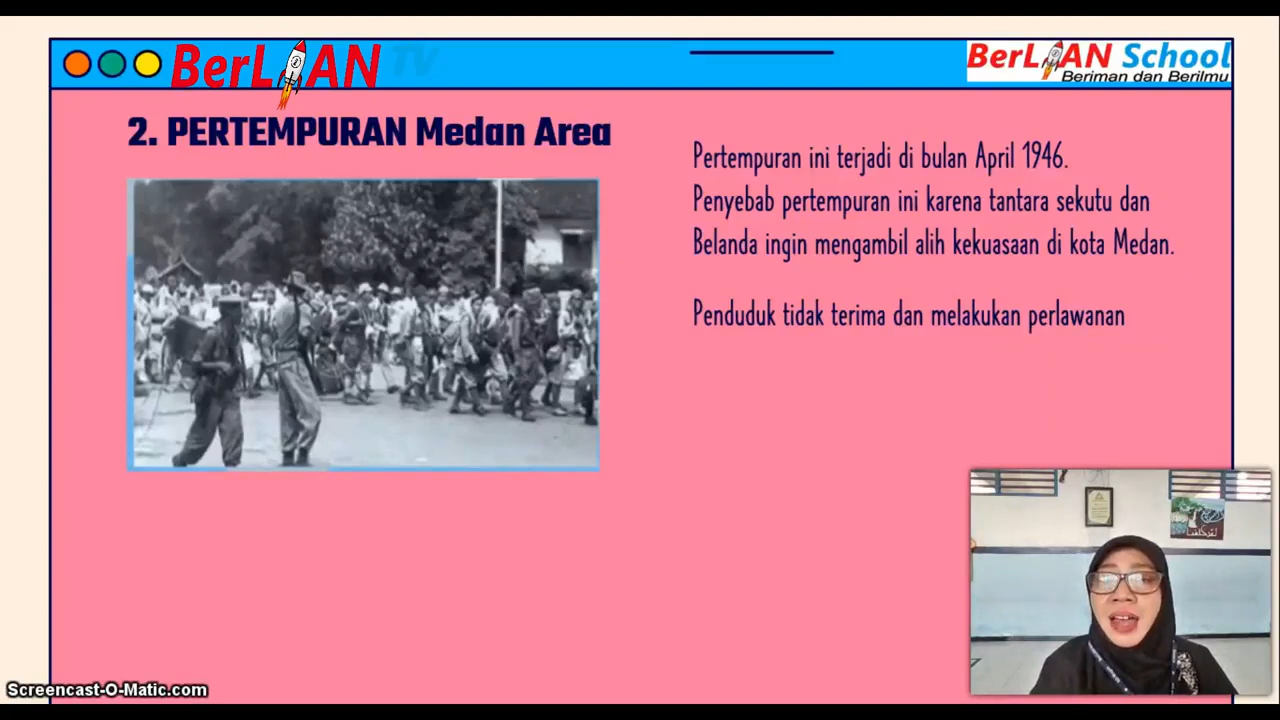 BerLIAN TV
BerLIAN School
Beriman dan Berilmu
2. PERTEMPURAN Medan Area
Pertempuran ini terjadi di bulan April 1946.
Penyebab pertempuran ini karena tantara sekutu dan
Belanda ingin mengambil alih kekuasaan di kota Medan.
Penduduk tidak terima dan melakukan perlawanan
Screencast-O-Matic.com